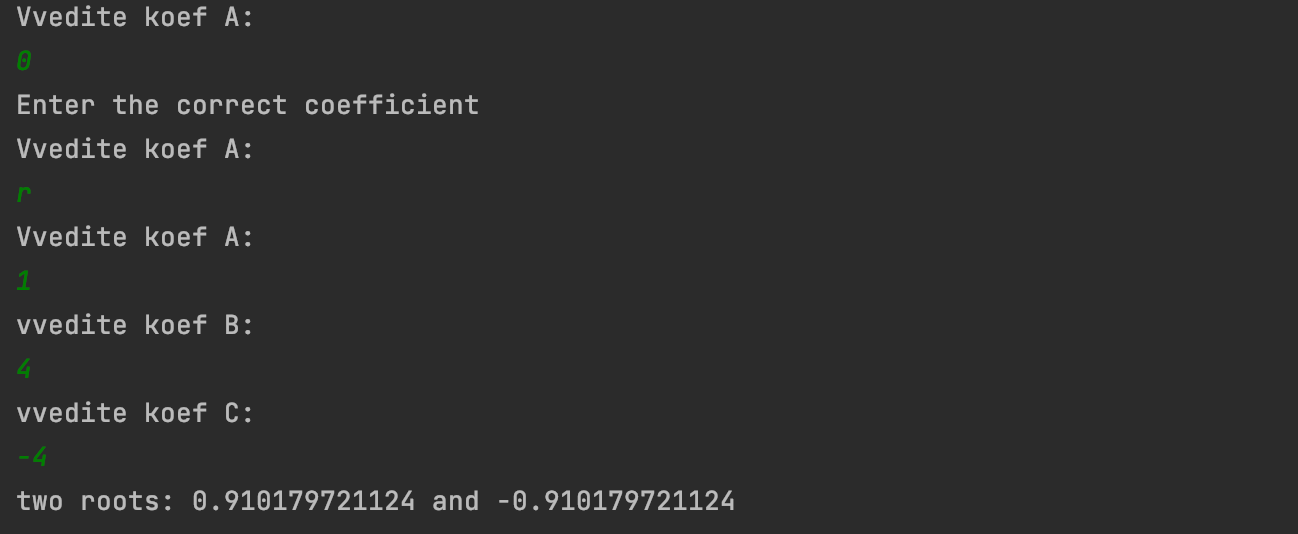 Vvedite koef A:
0
Enter the correct coefficient
Vvedite koef A:
r
Vvedite koef A:
1
vvedite koef B:
4
vvedite koef C:
-4
two roots: 0.910179721124 and -0.910179721124